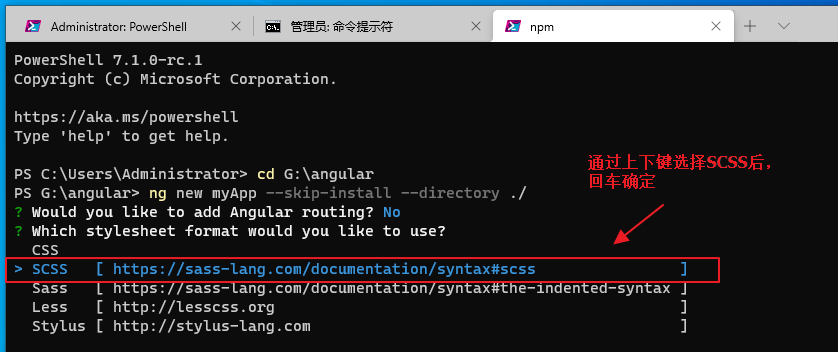 Administrator: PowerShell
管理员: 命令提示符
npm
PowerShell 7.1.0-rc.1
Copyright (c) Microsoft Corporation.
https://aka.ms/powershell
Type 'help' to get help.
PS C:\Users\Administrator> cd G:\angular
PS G:\angular> ng new myApp --skip-install --directory ./
? Would you like to add Angular routing? No
? Which stylesheet format would you like to use?
CSS
> SCSS [ https://sass-lang.com/documentation/syntax#scss ]
Sass [ https://sass-lang.com/documentation/syntax#the-indented-syntax ]
Less [ http://lesscss.org ]
Stylus [ http://stylus-lang.com ]
通过上下键选择SCSS后，
回车确定